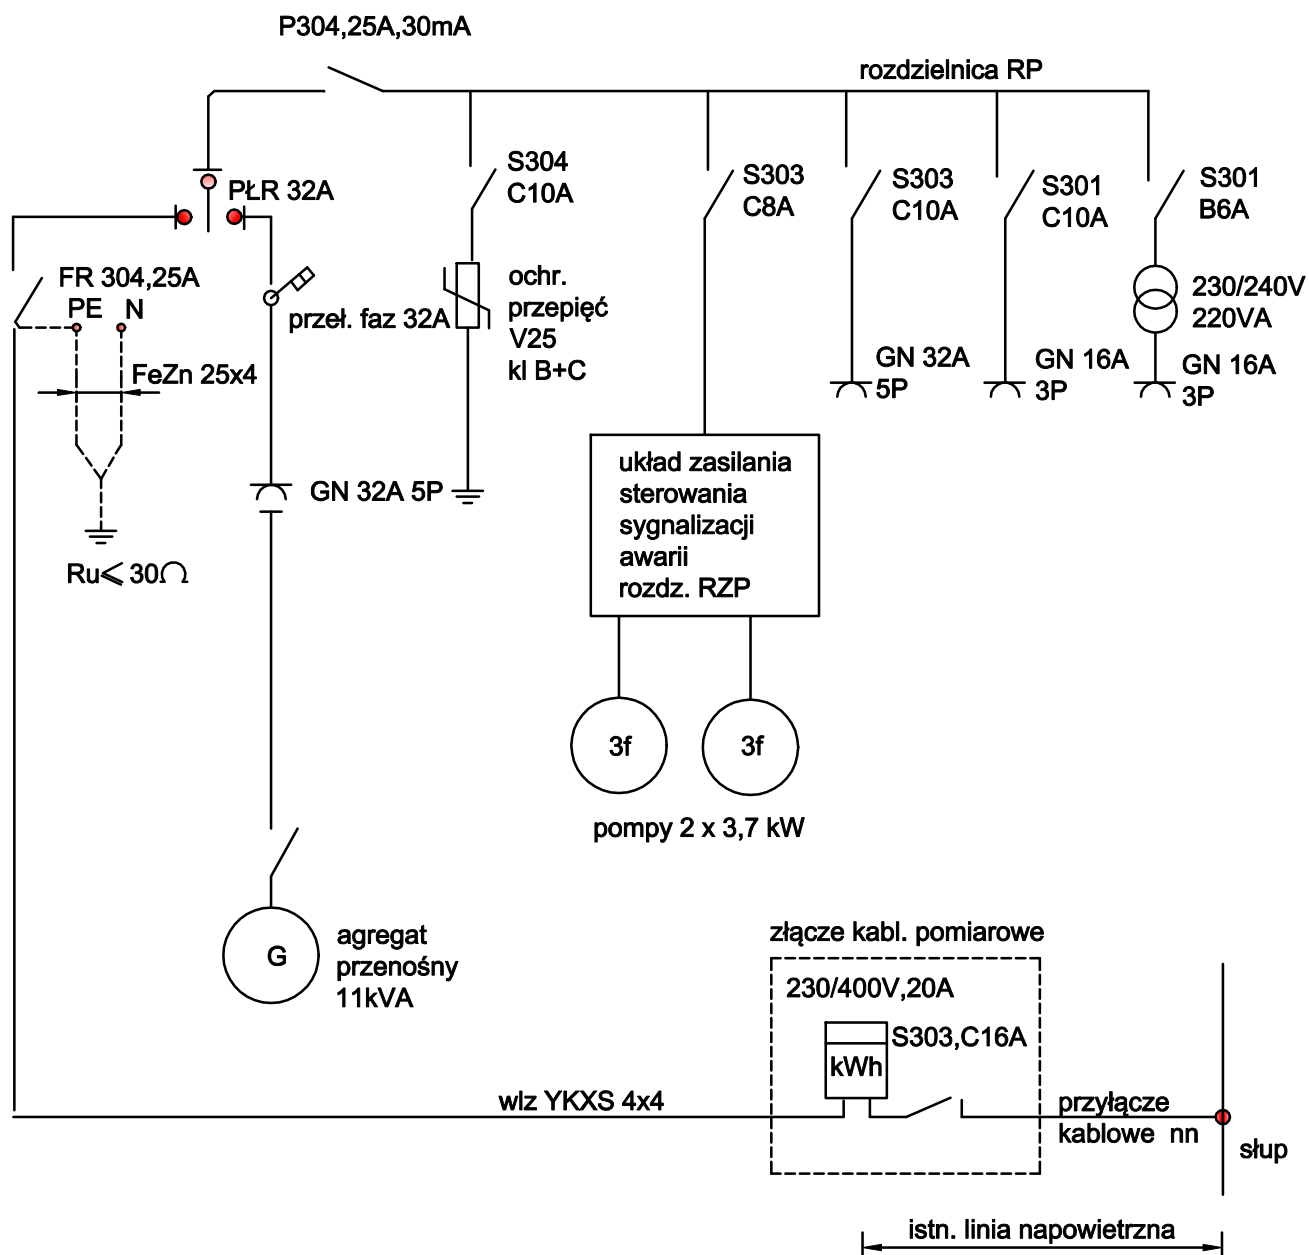 P304,25A,30mA
rozdzielnica RP
PŁR 32A
S304
C10A
S303
C8A
S303
C10A
S301
C10A
S301
B6A
FR 304,25A
PE N
przeł. faz 32A
ochr.
przepięć
V25
kl B+C
230/240V
220VA
FeZn 25x4
GN 32A
5P
GN 16A
3P
GN 16A
3P
GN 32A 5P
układ zasilania
sterowania
sygnalizacji
awarii
rozdz. RZP
Ru⩽ 30Ω
3f
3f
pompy 2 x 3,7 kW
G
agregat
przenośny
11kVA
złącze kabl. pomiarowe
230/400V,20A
S303,C16A
kWh
wlz YKXS 4x4
przyłącze
kablowe nn
słup
istn. linia napowietrzna